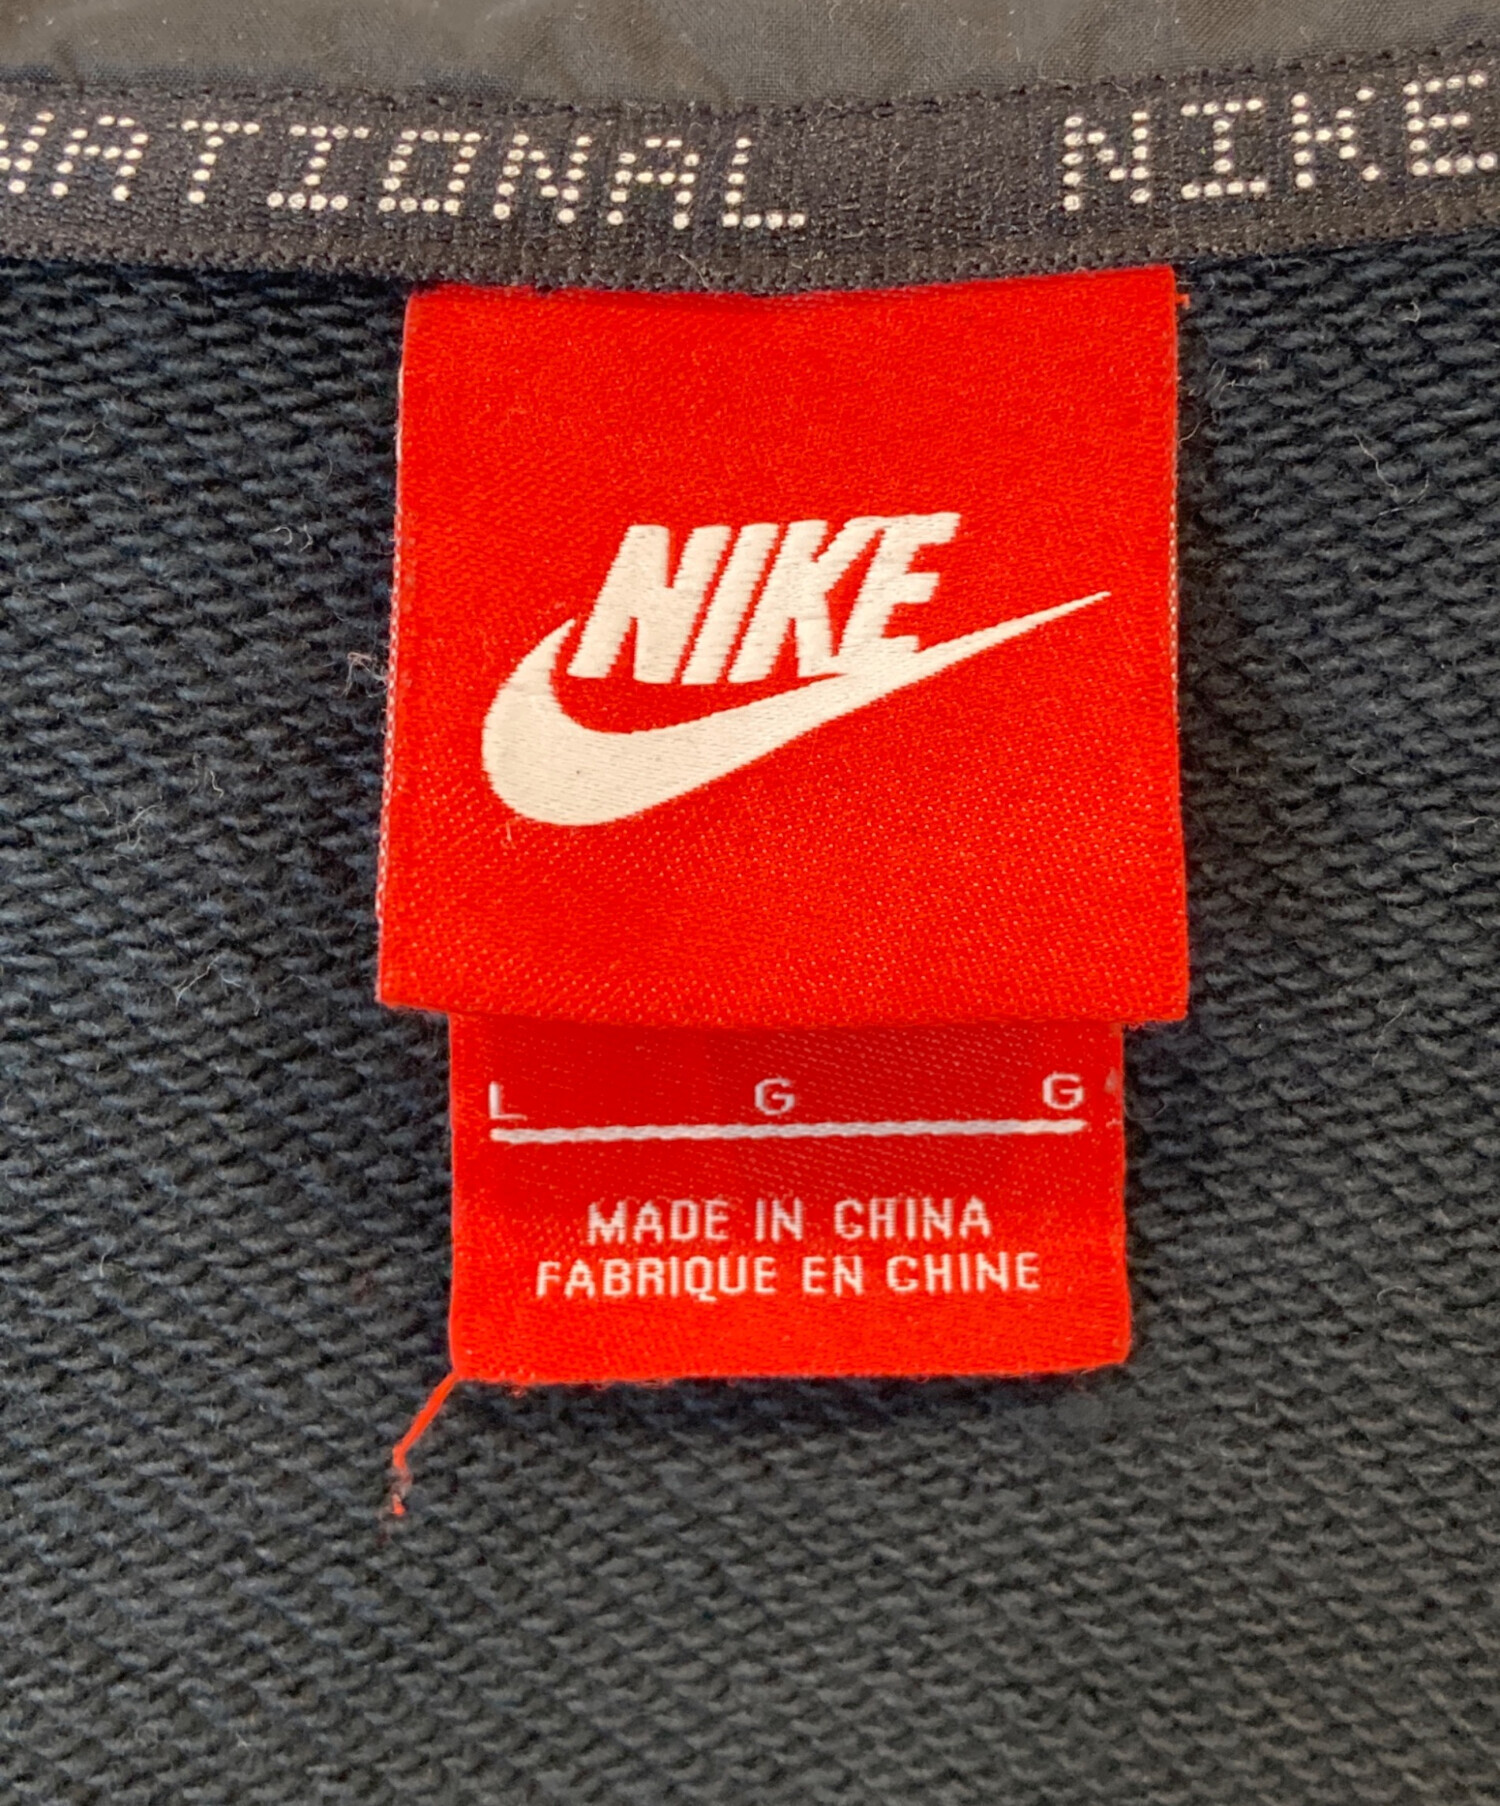 NATIONAL NIKE
NIKE
L G G
MADE IN CHINA
FABRIQUE EN CHINE